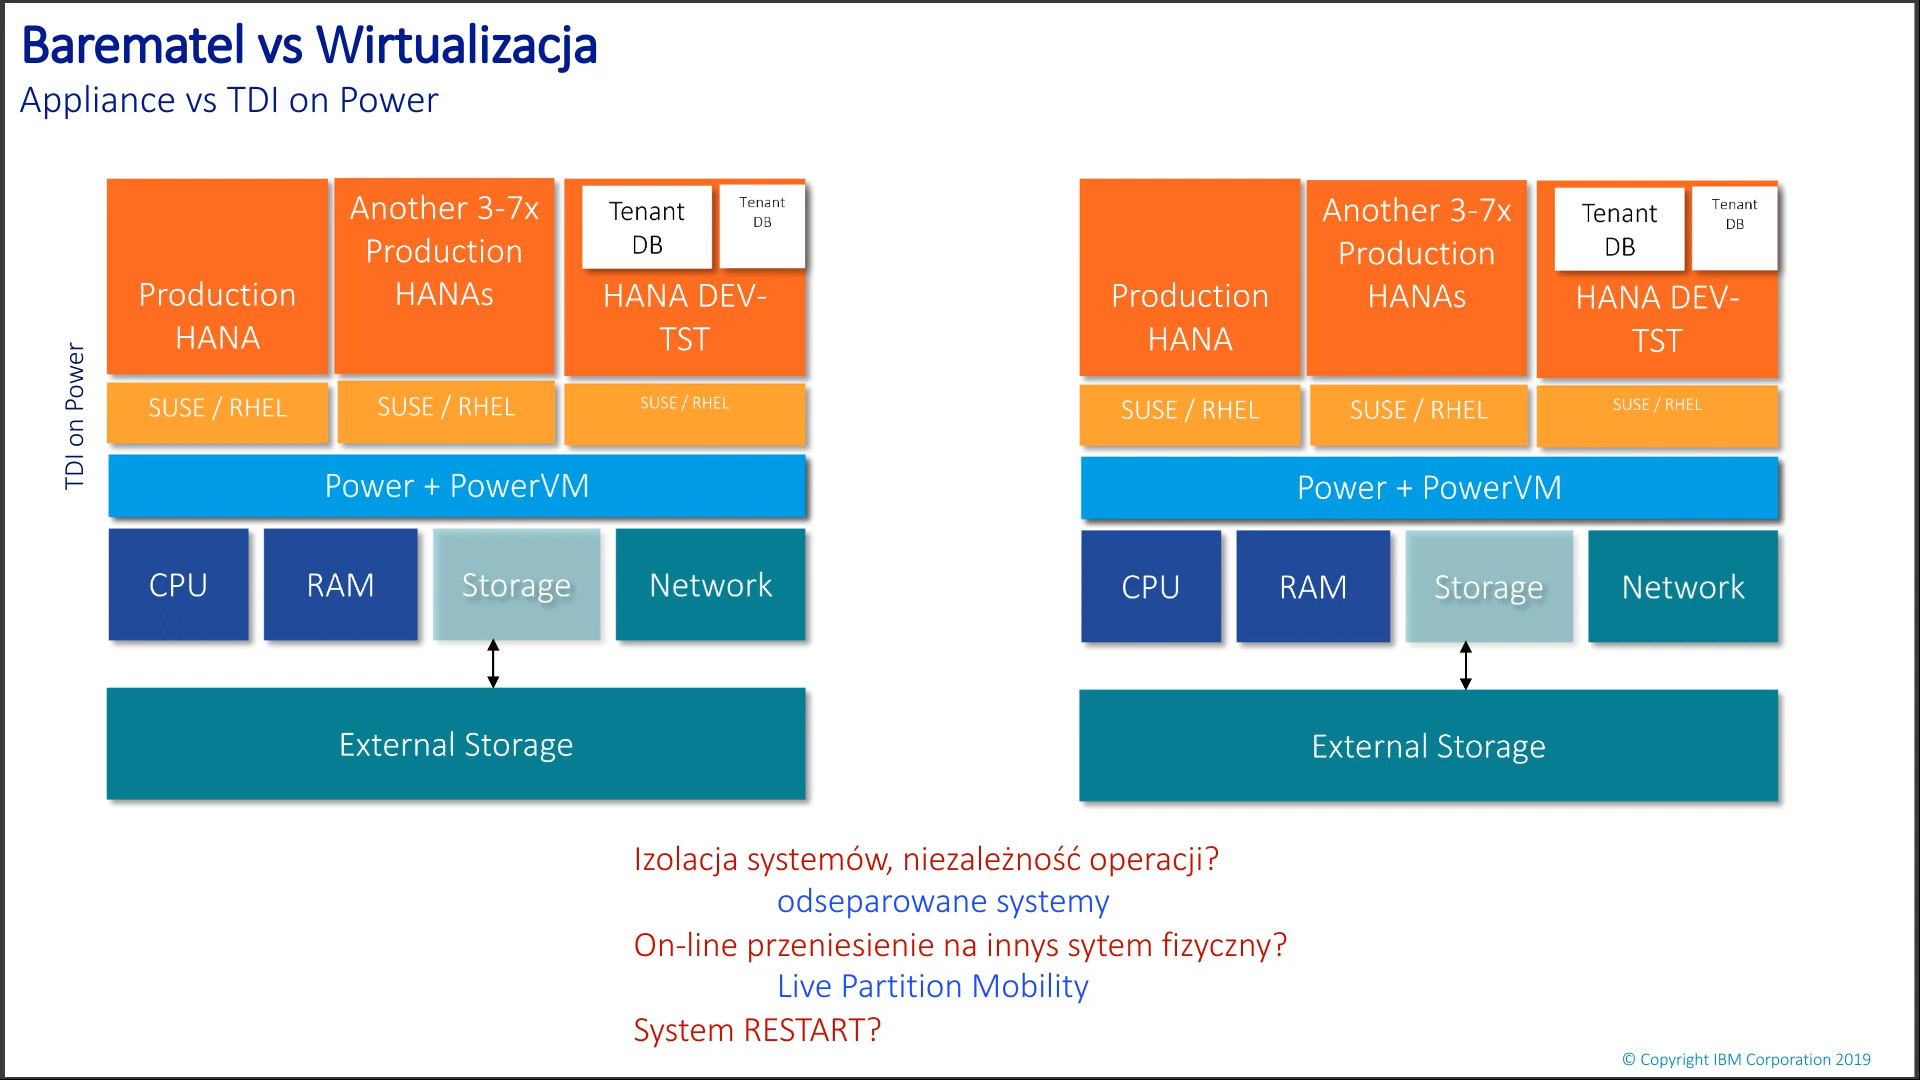 Barematel vs Wirtualizacja
Appliance vs TDI on Power
TDI on Power
Production
HANA
Another 3-7x
Production
HANAs
Tenant
DB
Tenant
DB
HANA DEV-
TST
SUSE / RHEL
SUSE / RHEL
SUSE / RHEL
Power + PowerVM
CPU
RAM
Storage
Network
External Storage
Production
HANA
Another 3-7x
Production
HANAs
Tenant
DB
Tenant
DB
HANA DEV-
TST
SUSE / RHEL
SUSE / RHEL
SUSE / RHEL
Power + PowerVM
CPU
RAM
Storage
Network
External Storage
Izolacja systemów, niezależność operacji?
odseparowane systemy
On-line przeniesienie na innys sytem fizyczny?
Live Partition Mobility
System RESTART?
© Copyright IBM Corporation 2019